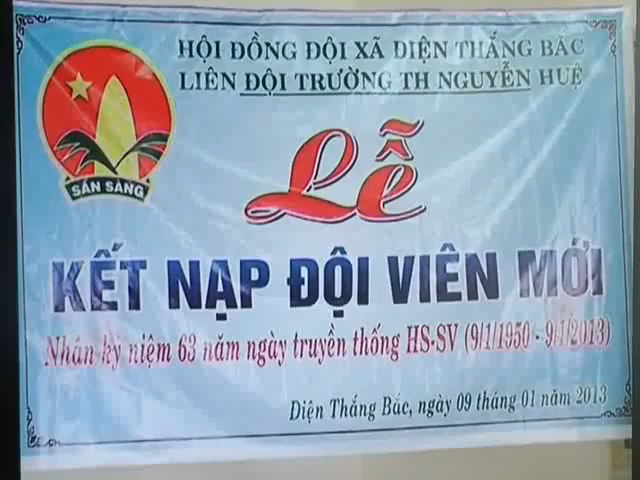 HỘI ĐỒNG ĐỘI XÃ ĐIỆN THẮNG BẮC
LIÊN ĐỘI TRƯỜNG TH NGUYỄN HUỆ
SẴN SÀNG
Lễ
KẾT NẠP ĐỘI VIÊN MỚI
Nhân kỷ niệm 63 năm ngày truyền thống HS-SV (9/1/1950 - 9/1/2013)
Điện Thắng Bắc, ngày 09 tháng 01 năm 2013